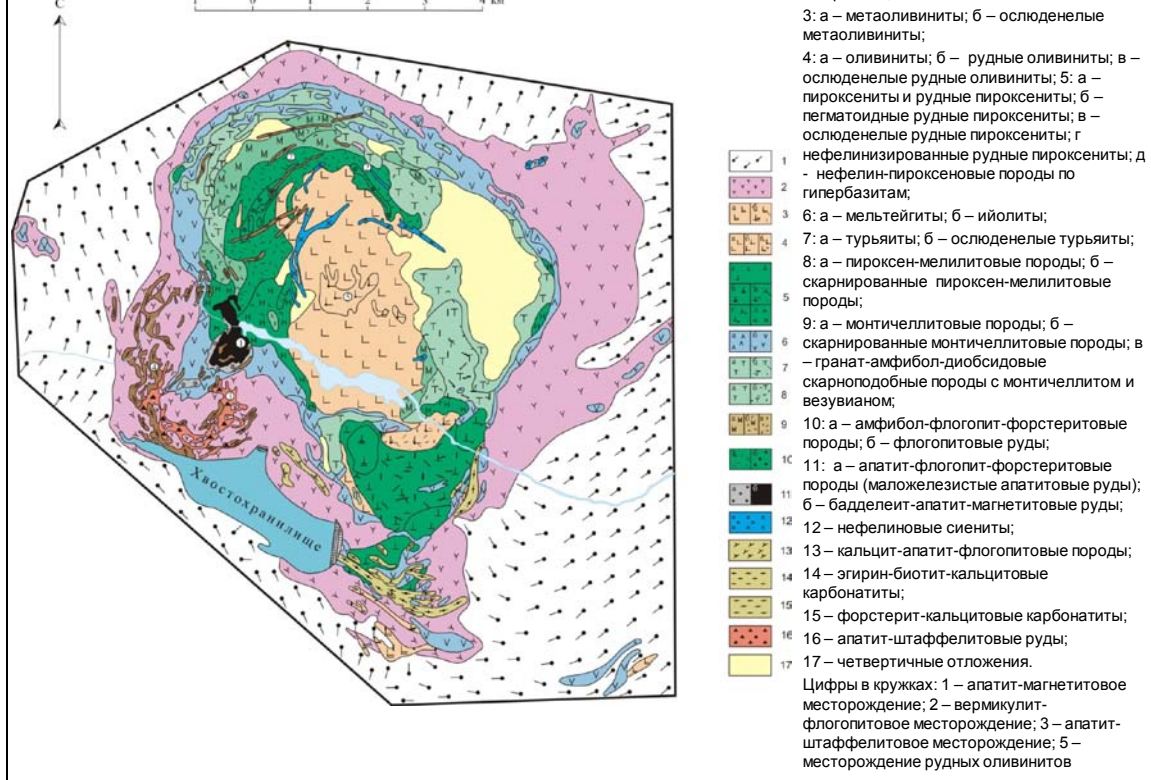 С
1 0 1 2 3 4 км
3: а – метаоливиниты; б – ослюденелые
метаоливиниты;
4: а – оливиниты; б – рудные оливиниты; в –
ослюденелые рудные оливиниты; 5: а –
пироксениты и рудные пироксениты; б –
пегматоидные рудные пироксениты; в –
ослюденелые рудные пироксениты; г
нефелинизированные рудные пироксениты; д
- нефелин-пироксеновые породы по
гипербазитам;
6: а – мельтейгиты; б – ийолиты;
7: а – турьяиты; б – ослюденелые турьяиты;
8: а – пироксен-мелилитовые породы; б –
скарнированные пироксен-мелилитовые
породы;
9: а – монтичеллитовые породы; б –
скарнированные монтичеллитовые породы; в
– гранат-амфибол-диобсидовые
скарноподобные породы с монтичеллитом и
везувианом;
10: а – амфибол-флогопит-форстеритовые
породы; б – флогопитовые руды;
11: а – апатит-флогопит-форстеритовые
породы (маложелезистые апатитовые руды);
б – бадделеит-апатит-магнетитовые руды;
12 – нефелиновые сиениты;
13 – кальцит-апатит-флогопитовые породы;
14 – эгирин-биотит-кальцитовые
карбонатиты;
15 – форстерит-кальцитовые карбонатиты;
16 – апатит-штаффелитовые руды;
17 – четвертичные отложения.
Цифры в кружках: 1 – апатит-магнетитовое
месторождение; 2 – вермикулит-
флогопитовое месторождение; 3 – апатит-
штаффелитовое месторождение; 5 –
месторождение рудных оливинитов
1
2
3
4
5
6
7
8
9
10
11
12
13
14
15
16
17
Хвостохранилище